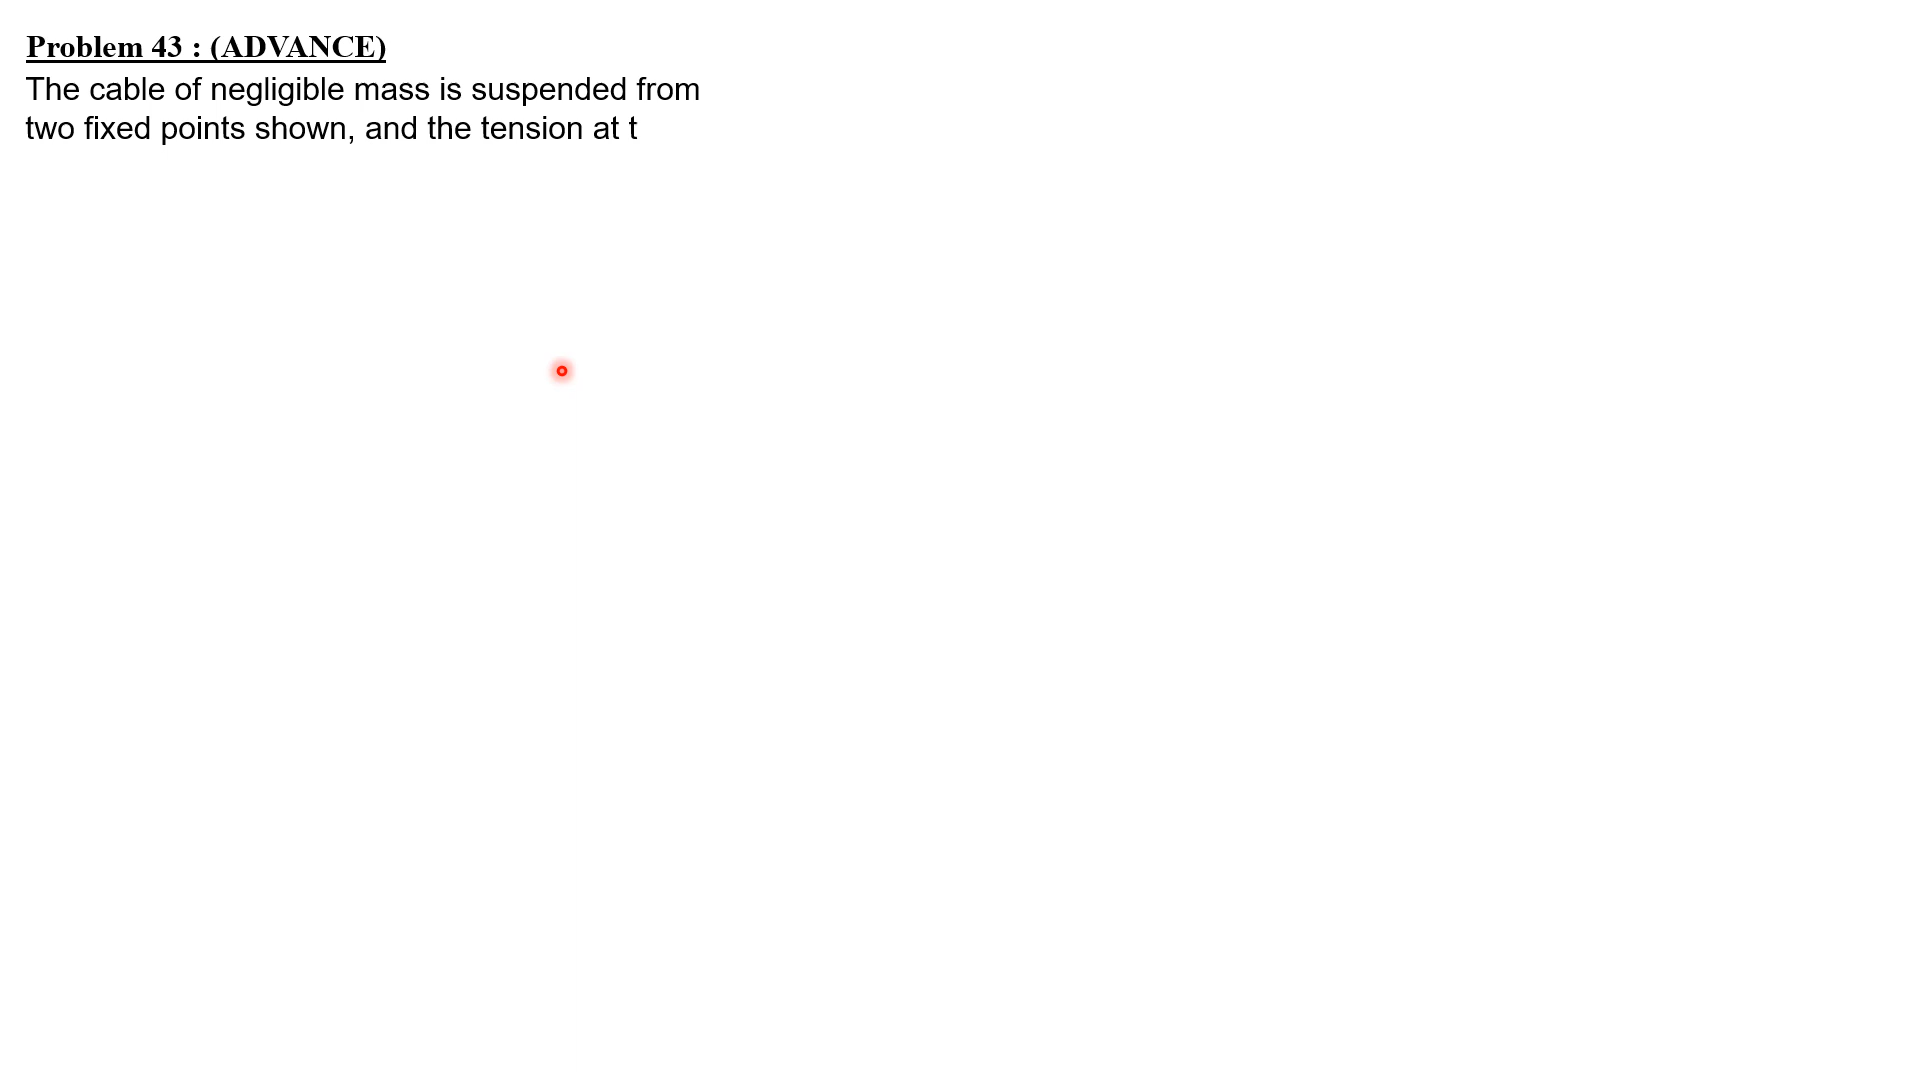 Problem 43 : (ADVANCE)
The cable of negligible mass is suspended from
two fixed points shown, and the tension at t